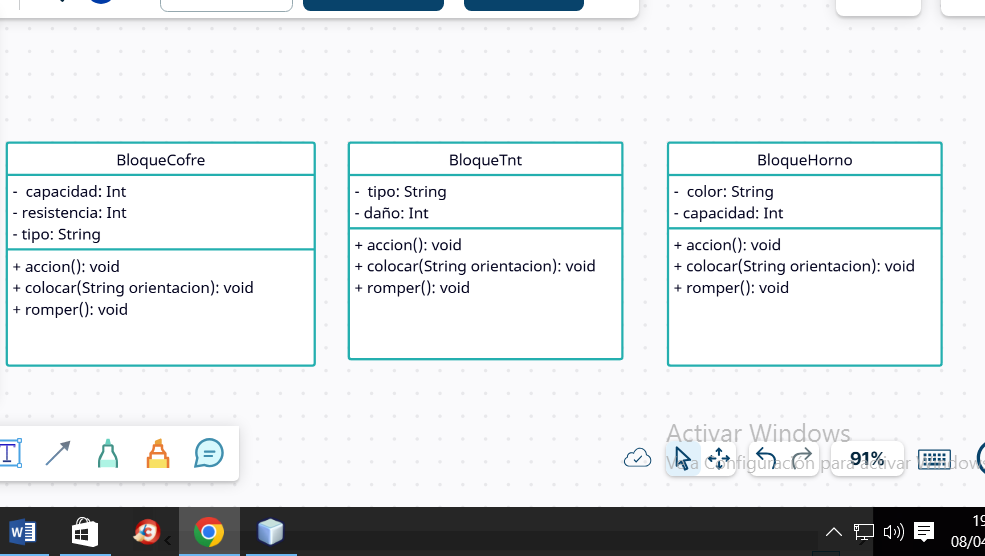 BloqueCofre
- capacidad: Int
- resistencia: Int
- tipo: String
+ accion(): void
+ colocar(String orientacion): void
+ romper(): void
BloqueTnt
- tipo: String
- daño: Int
+ accion(): void
+ colocar(String orientacion): void
+ romper(): void
BloqueHorno
- color: String
- capacidad: Int
+ accion(): void
+ colocar(String orientacion): void
+ romper(): void
T
Activar Windows
Configuración para activar Windows
91%
W
19
08/04